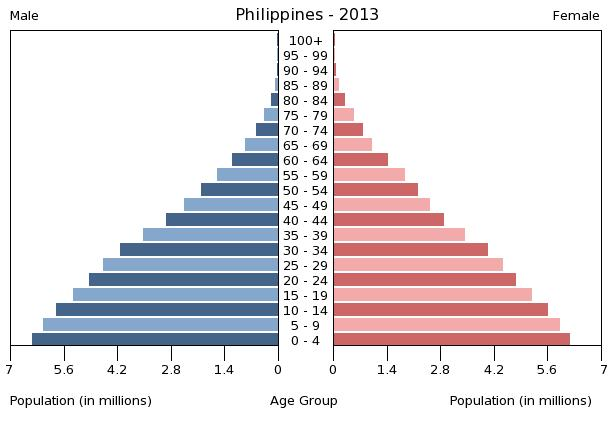 Philippines - 2013
Male
Female
100+
95 - 99
90 - 94
85 - 89
80 - 84
75 - 79
70 - 74
65 - 69
60 - 64
55 - 59
50 - 54
45 - 49
40 - 44
35 - 39
30 - 34
25 - 29
20 - 24
15 - 19
10 - 14
5 - 9
0 - 4
7 5.6 4.2 2.8 1.4 0 0 1.4 2.8 4.2 5.6 7
Population (in millions) Age Group Population (in millions)